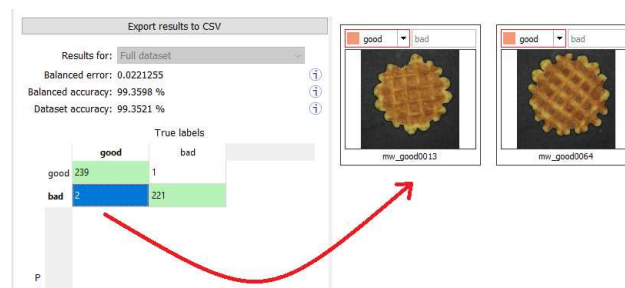 Export results to CSV
Results for: Full dataset
Balanced error: 0.0221255
Balanced accuracy: 99.3598 %
Dataset accuracy: 99.3521 %
True labels
good bad
good 239 1
bad 2 221
P
good bad
mw_good0013
good bad
mw_good0064